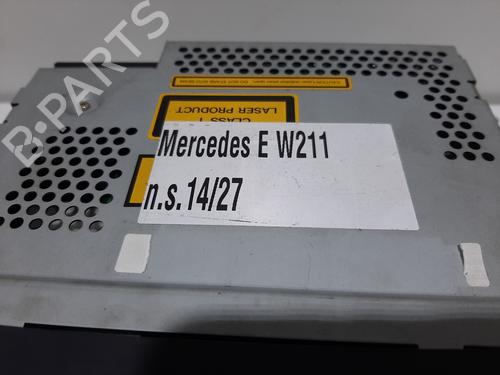 B-PARTS
CLASS 1
LASER PRODUCT
Mercedes E W211
n.s.14/27